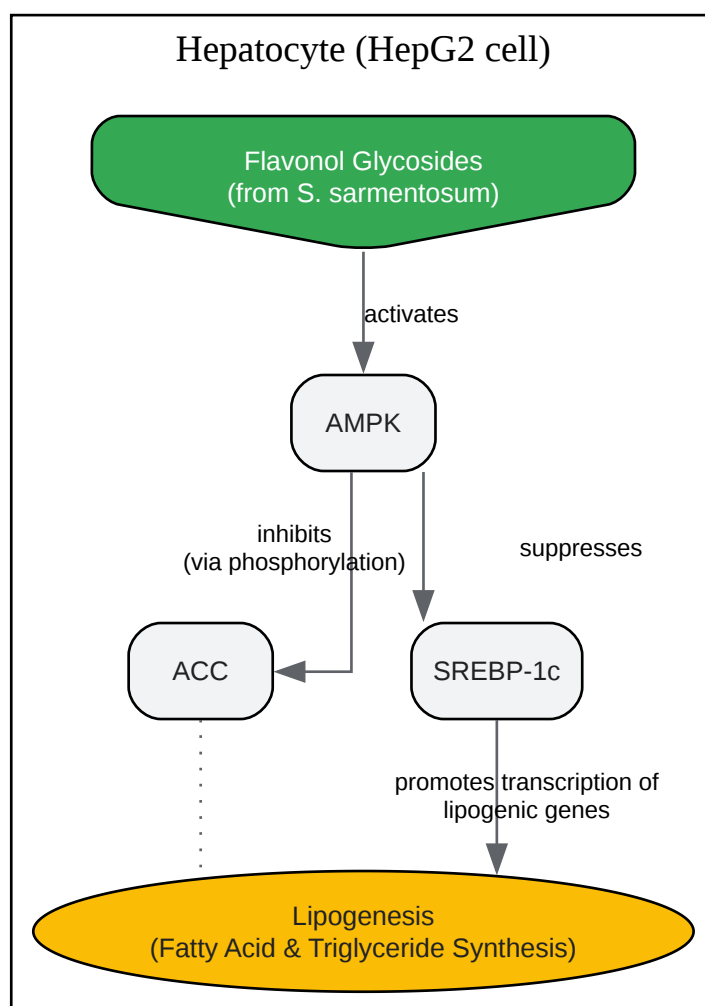 Hepatocyte (HepG2 cell)
Flavonol Glycosides
(from S. sarmentosum)
activates
AMPK
inhibits
(via phosphorylation)
suppresses
ACC
SREBP-1c
promotes transcription of
lipogenic genes
Lipogenesis
(Fatty Acid & Triglyceride Synthesis)